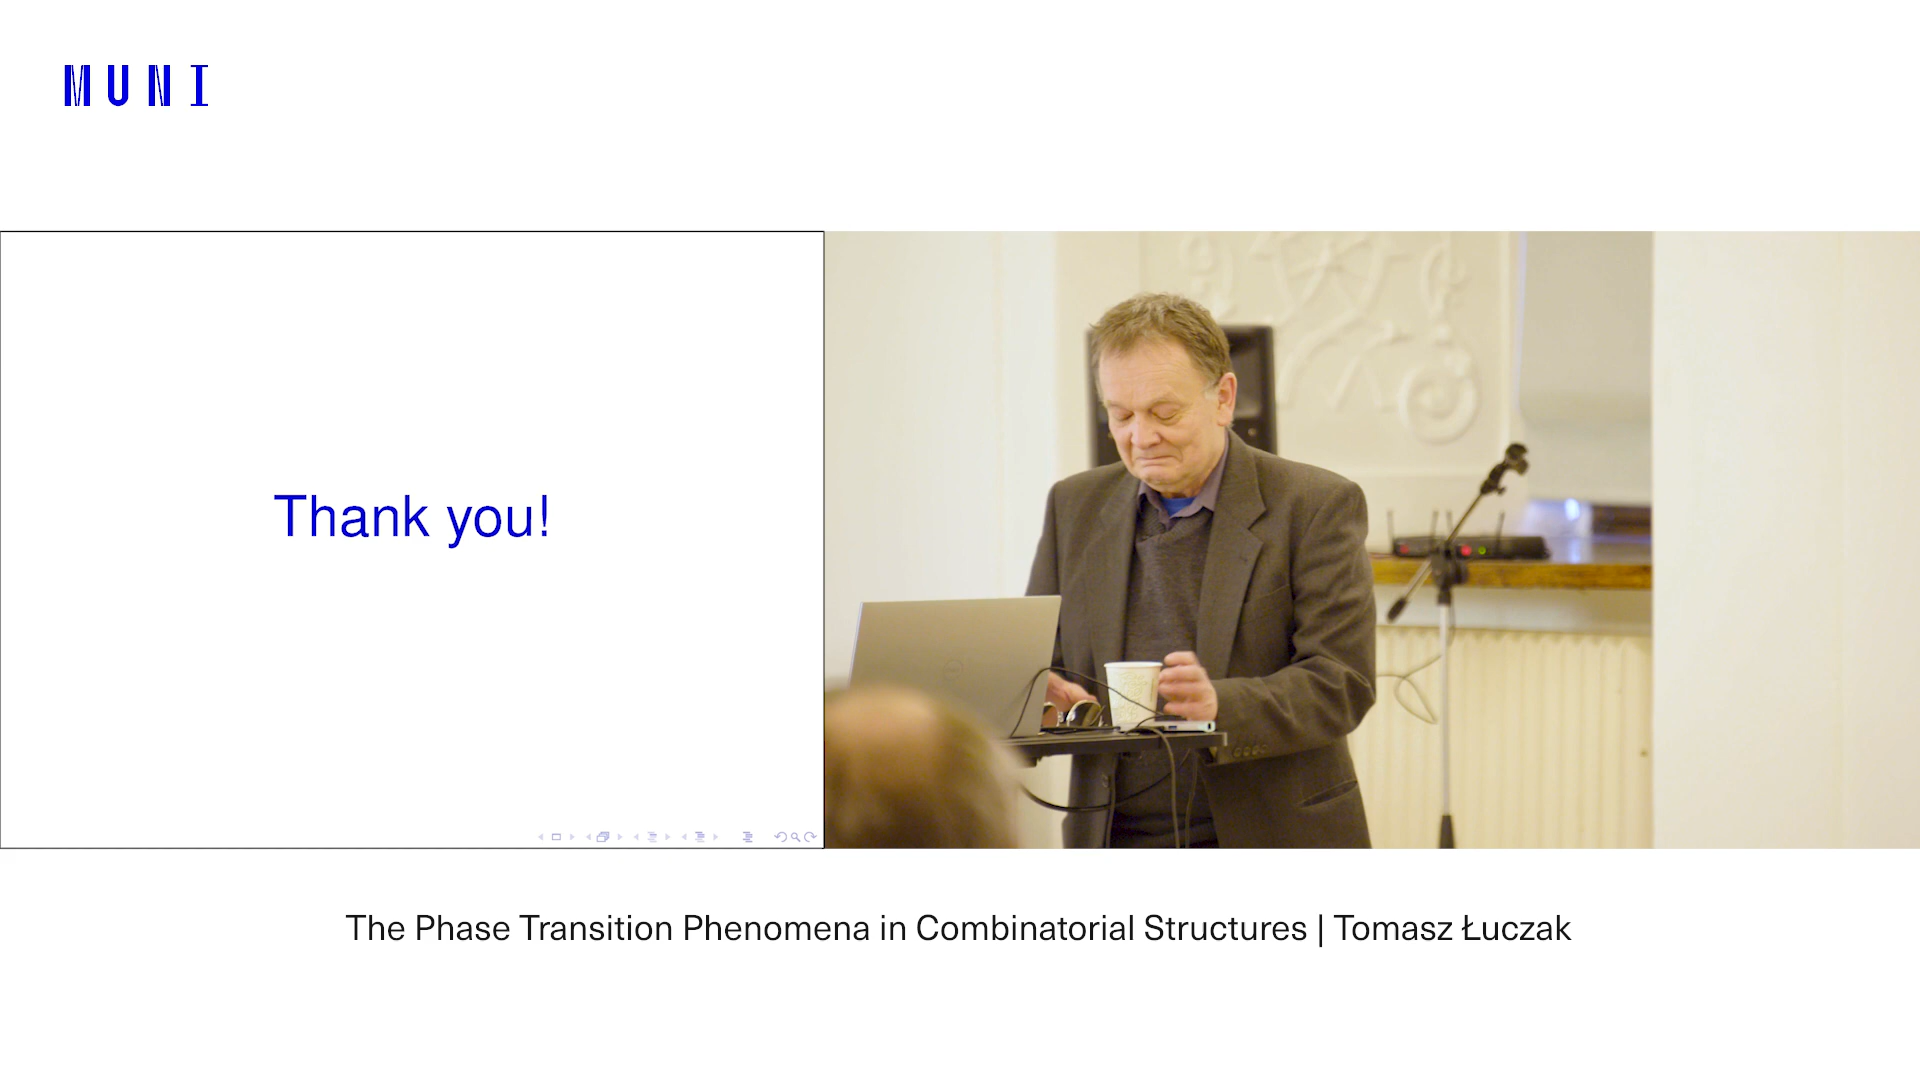 MUNI
Thank you!
The Phase Transition Phenomena in Combinatorial Structures | Tomasz Łuczak